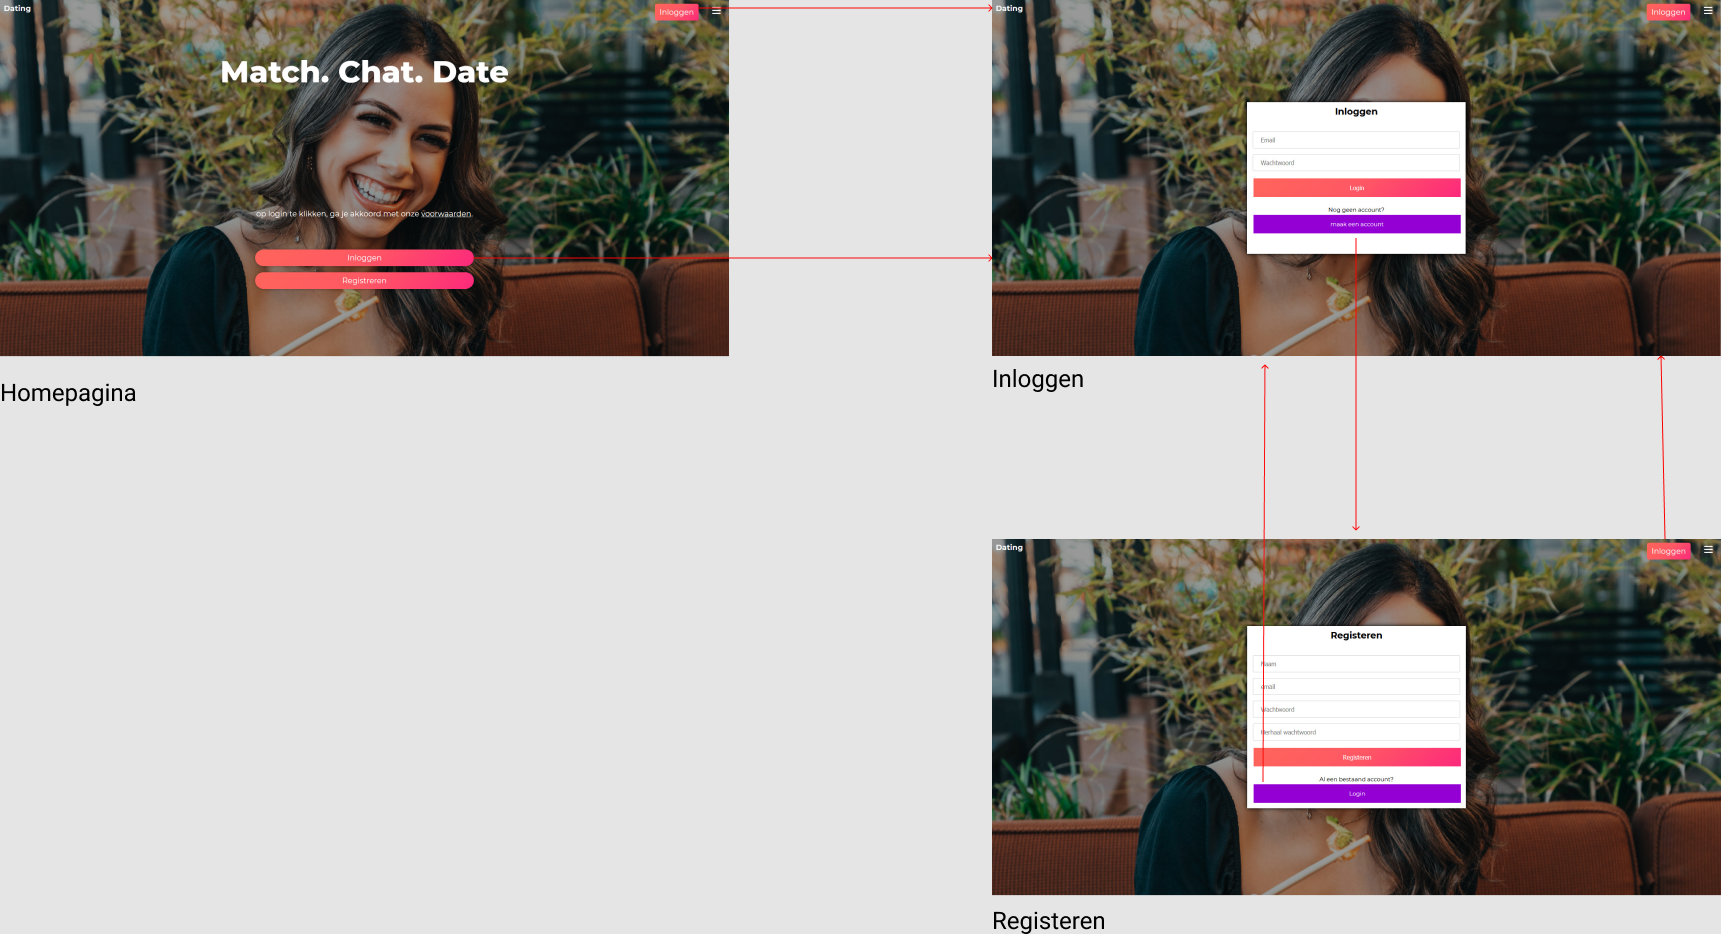 Dating
Inloggen
Match. Chat. Date
op login te klikken, ga je akkoord met onze voorwaarden.
Inloggen
Registreren
Homepagina
Dating
Inloggen
Inloggen
Email
Wachtwoord
Login
Nog geen account?
maak een account
Inloggen
Dating
Inloggen
Registeren
Naam
email
Wachtwoord
Herhaal wachtwoord
Registeren
Al een bestaand account?
Login
Registeren